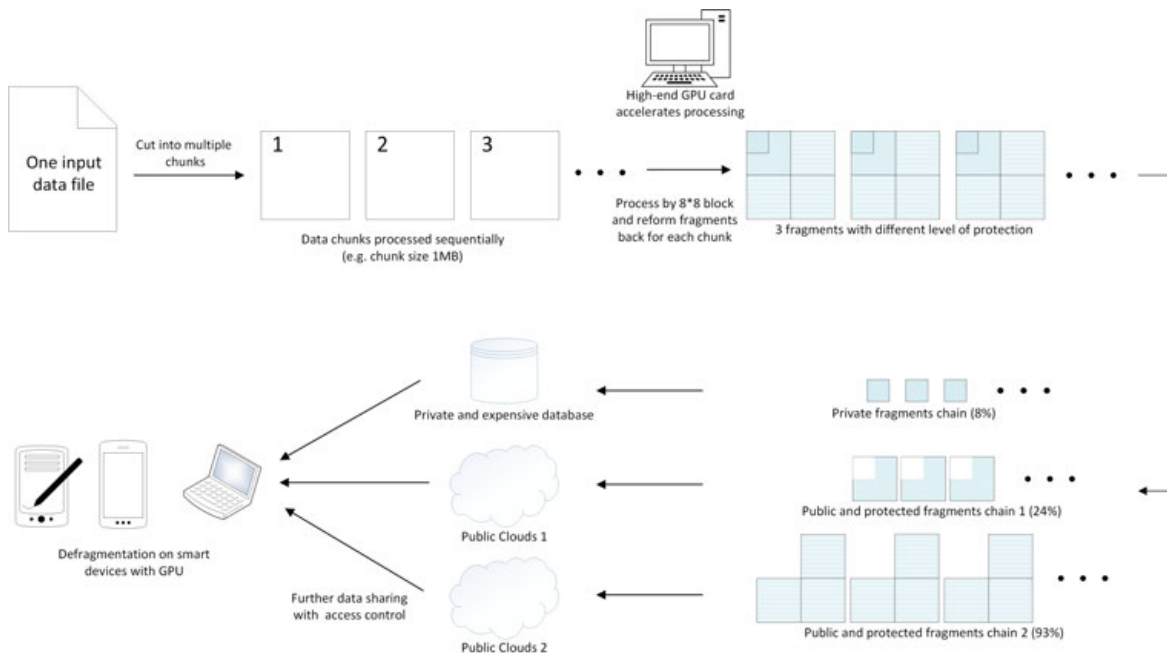 High-end GPU card
accelerates processing
One input
data file
Cut into multiple
chunks
1
2
3
Data chunks processed sequentially
(e.g. chunk size 1MB)
Process by 8*8 block
and reform fragments
back for each chunk
3 fragments with different level of protection
Private and expensive database
Private fragments chain (8%)
Public Clouds 1
Public and protected fragments chain 1 (24%)
Defragmentation on smart
devices with GPU
Further data sharing
with access control
Public Clouds 2
Public and protected fragments chain 2 (93%)